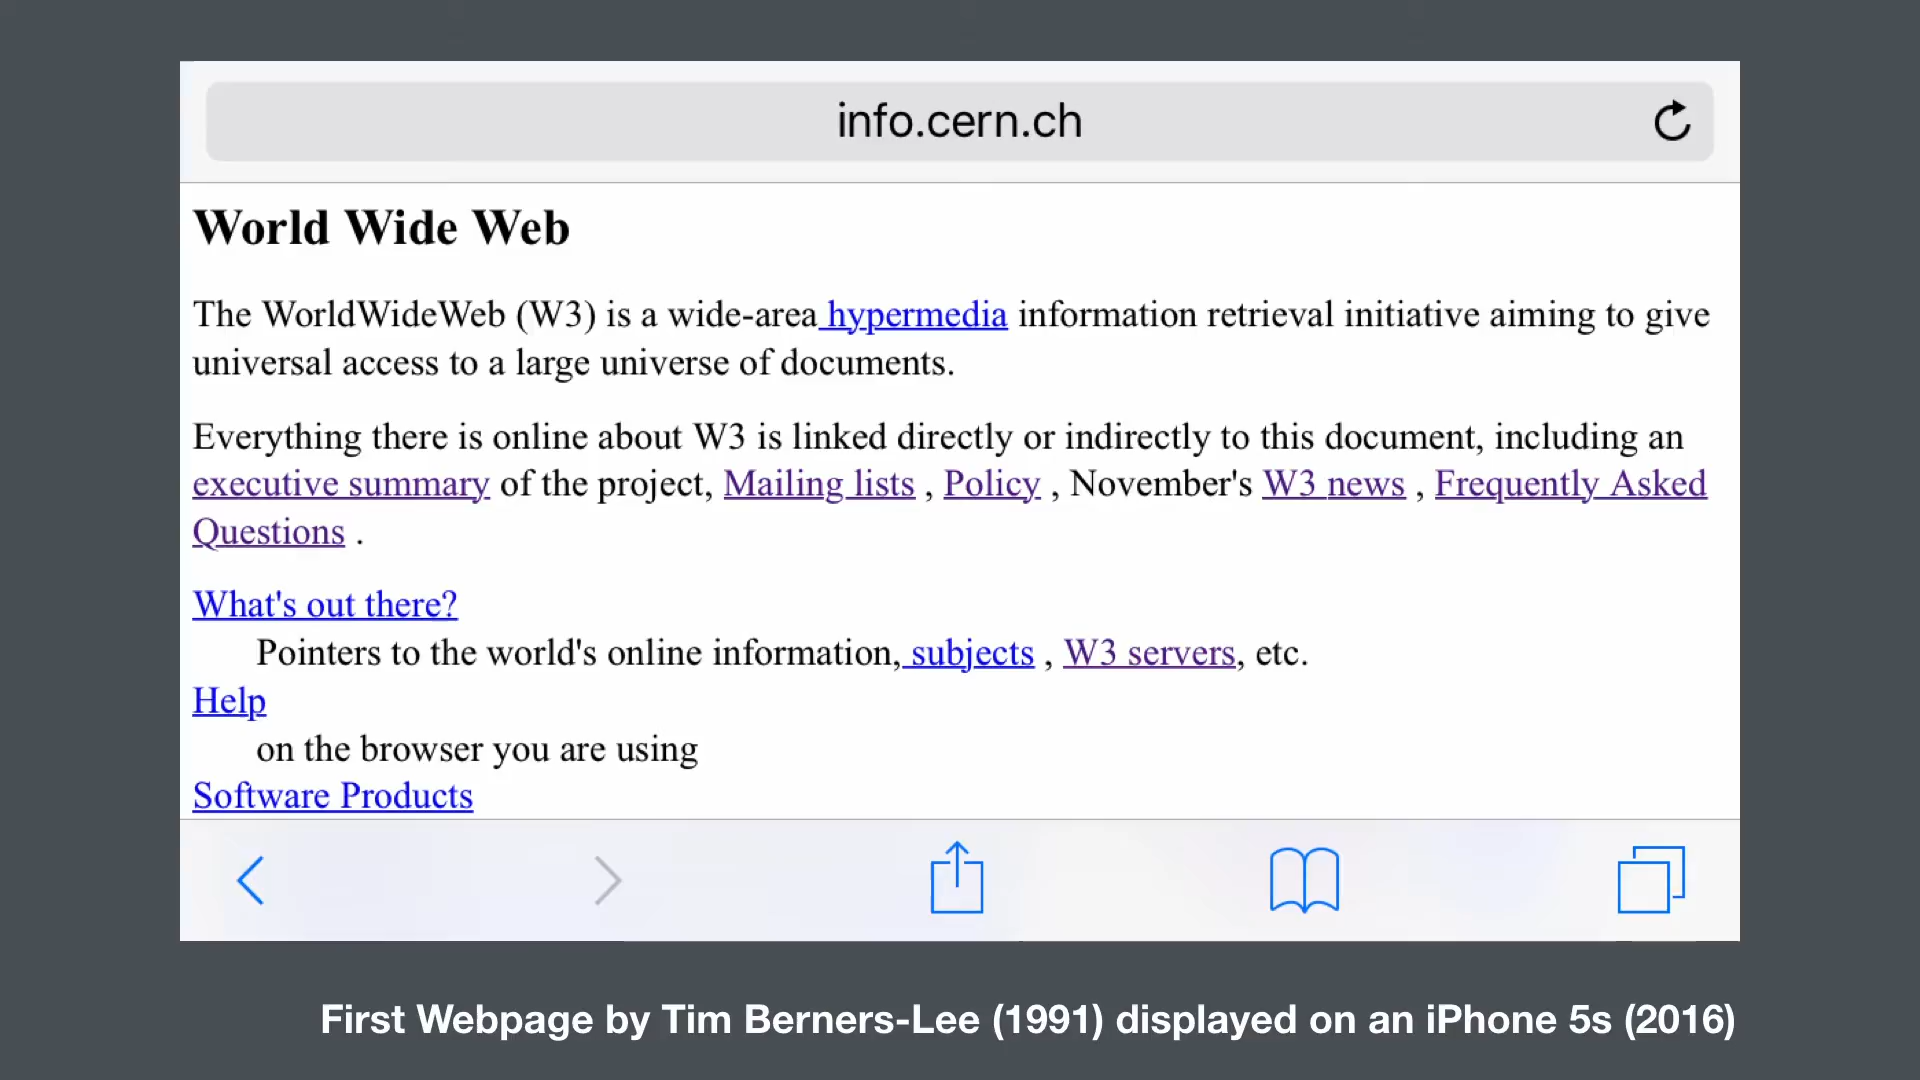 info.cern.ch
World Wide Web
The WorldWideWeb (W3) is a wide-area hypermedia information retrieval initiative aiming to give
universal access to a large universe of documents.
Everything there is online about W3 is linked directly or indirectly to this document, including an
executive summary of the project, Mailing lists , Policy , November's W3 news , Frequently Asked
Questions .
What's out there?
Pointers to the world's online information, subjects , W3 servers, etc.
Help
on the browser you are using
Software Products
First Webpage by Tim Berners-Lee (1991) displayed on an iPhone 5s (2016)